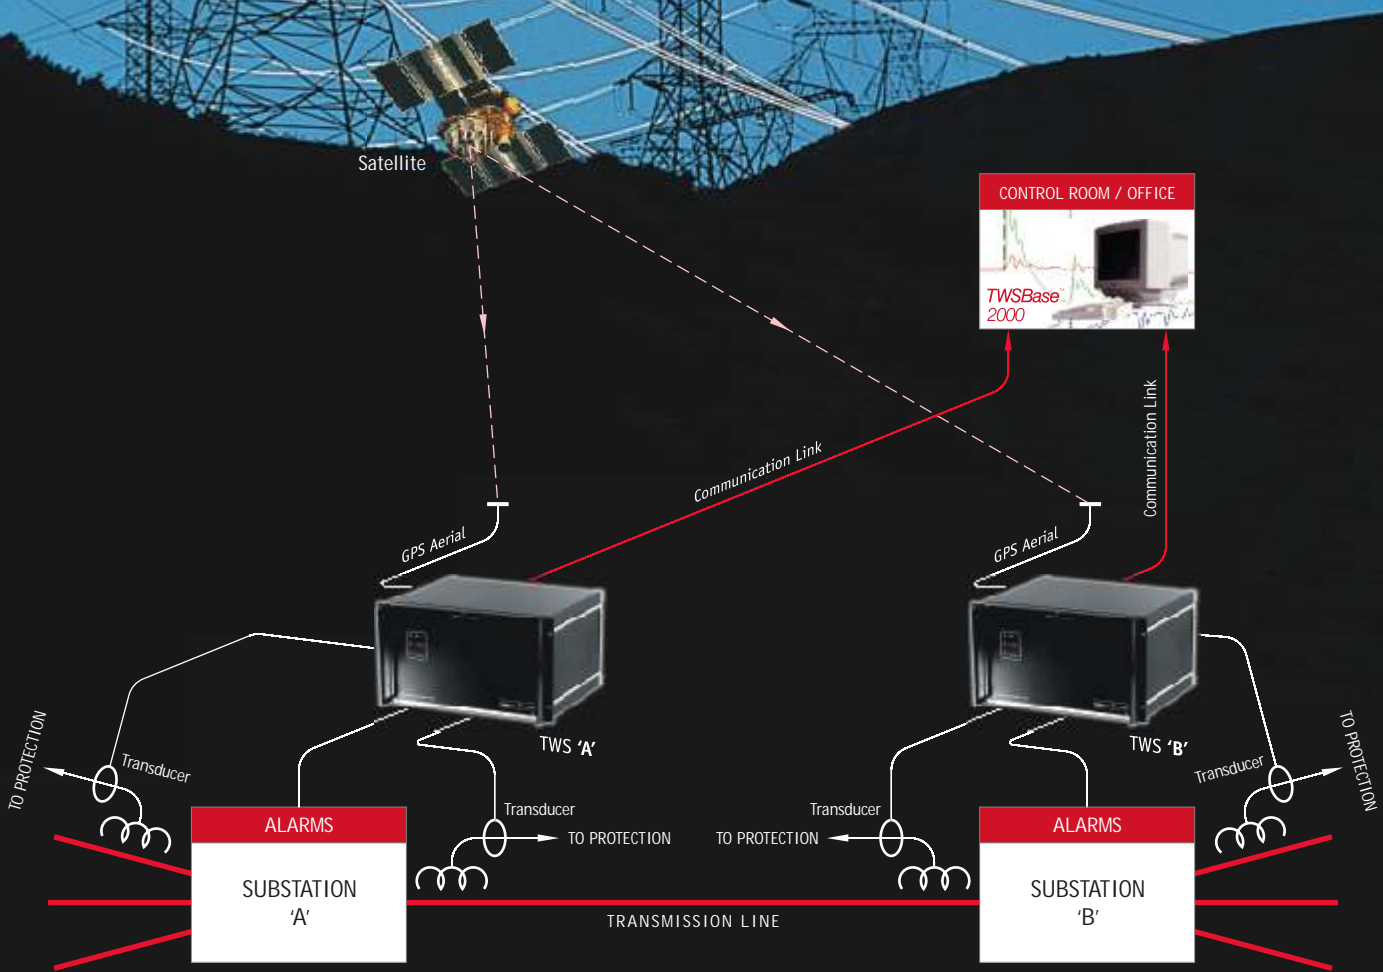 Satellite
CONTROL ROOM / OFFICE
TWSBase™
2000
Communication Link
Communication Link
GPS Aerial
GPS Aerial
TWS 'A'
TWS 'B'
TO PROTECTION
Transducer
Transducer
TO PROTECTION
TO PROTECTION
Transducer
Transducer
TO PROTECTION
ALARMS
SUBSTATION
'A'
ALARMS
SUBSTATION
'B'
TRANSMISSION LINE